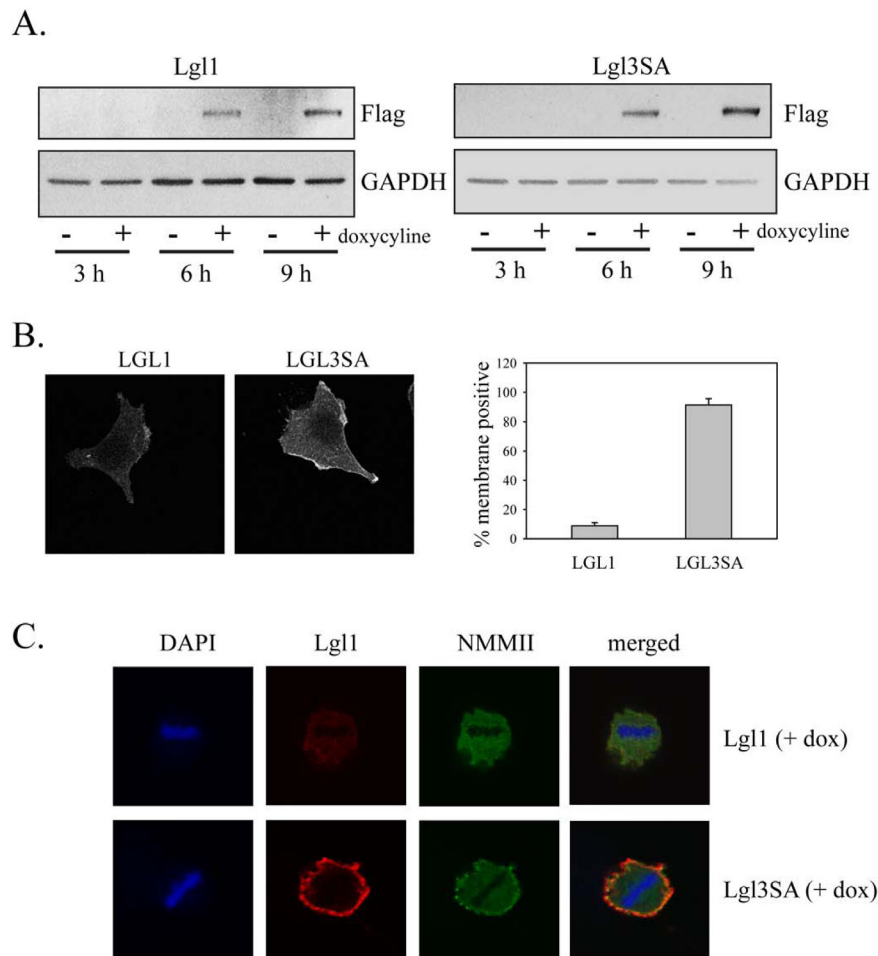 A.
Lgl1
Lgl3SA
Flag
Flag
GAPDH
GAPDH
- + - + - + doxycyline
- + - + - + doxycyline
3 h 6 h 9 h
3 h 6 h 9 h
B.
LGL1 LGL3SA
% membrane positive
120
100
80
60
40
20
0
LGL1 LGL3SA
C.
DAPI Lgl1 NMMII merged
Lgl1 (+ dox)
Lgl3SA (+ dox)